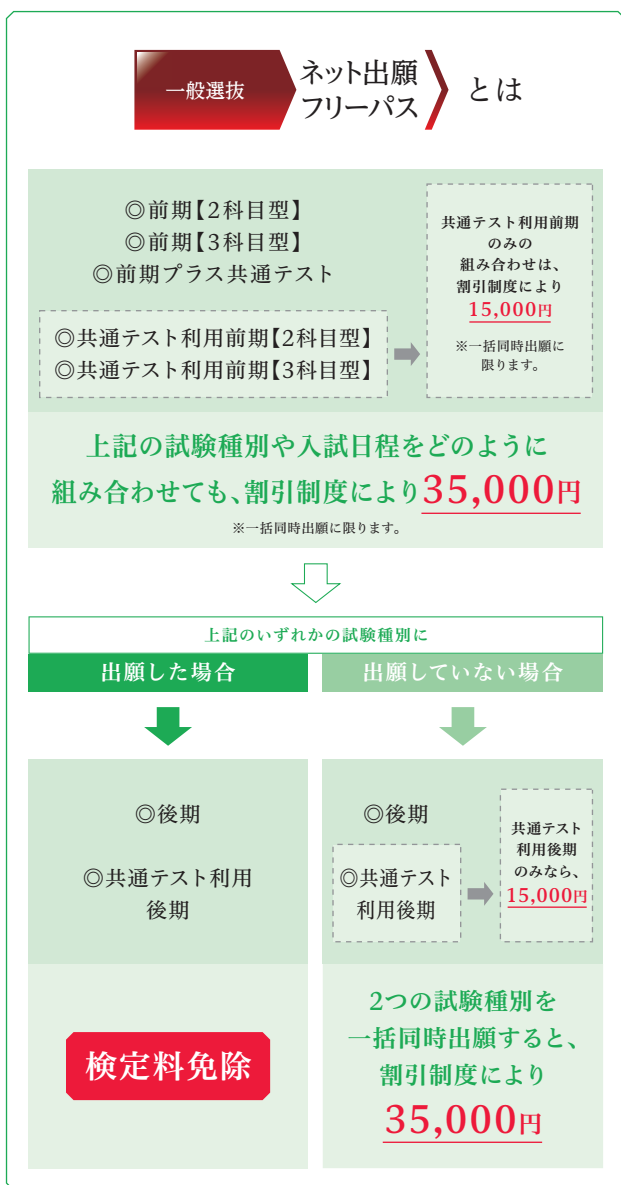 一般選抜
ネット出願
フリーパス
とは
◎前期【2科目型】
◎前期【3科目型】
◎前期プラス共通テスト
◎共通テスト利用前期【2科目型】
◎共通テスト利用前期【3科目型】
共通テスト利用前期
のみの
組み合わせは、
割引制度により
15,000円
※一括同時出願に
限ります。
上記の試験種別や入試日程をどのように
組み合わせても、割引制度により35,000円
※一括同時出願に限ります。
上記のいずれかの試験種別に
出願した場合
出願していない場合
◎後期
◎共通テスト利用
後期
検定料免除
◎後期
◎共通テスト
利用後期
共通テスト
利用後期
のみなら、
15,000円
2つの試験種別を
一括同時出願すると、
割引制度により
35,000円